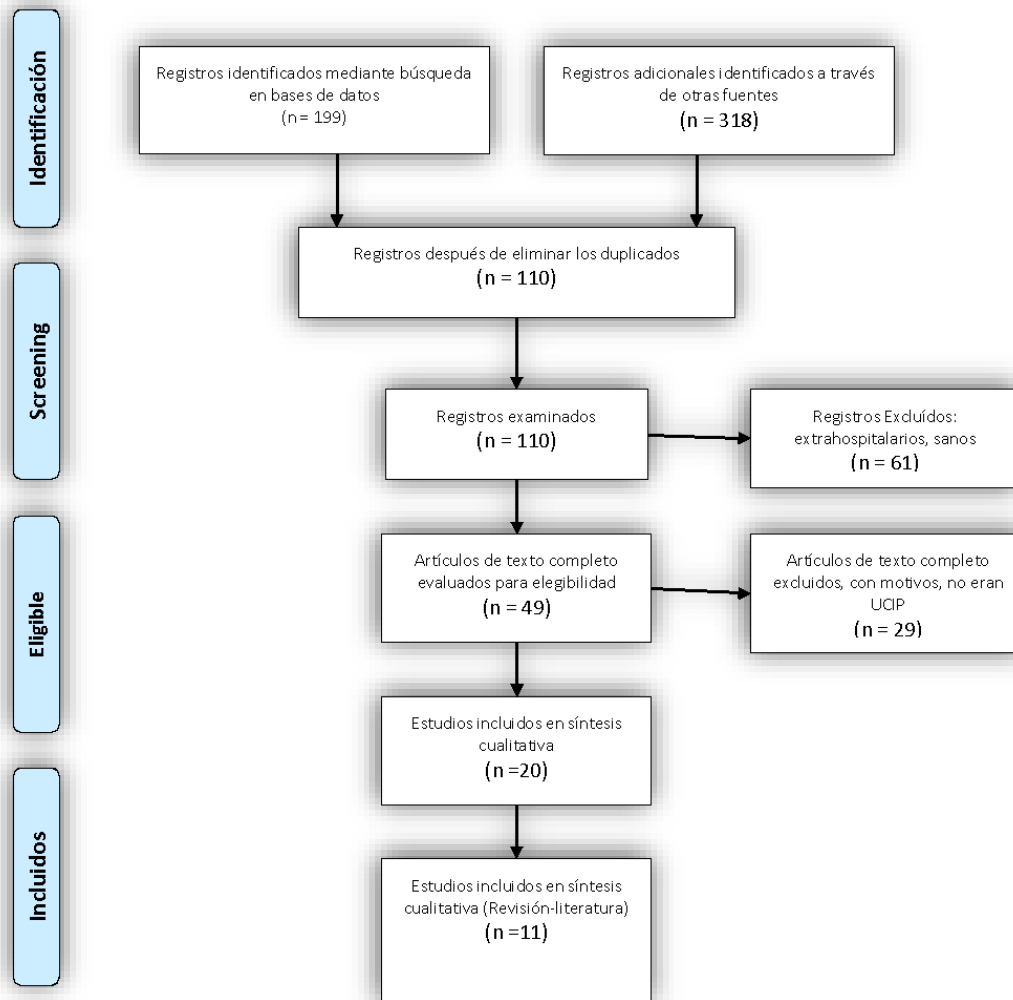 Identificación
Registros identificados mediante búsqueda
en bases de datos
(n = 199)
Registros adicionales identificados a través
de otras fuentes
(n = 318)
Registros después de eliminar los duplicados
(n = 110)
Screening
Registros examinados
(n = 110)
Registros Excluídos:
extrahospitalarios, sanos
(n = 61)
Eligible
Artículos de texto completo
evaluados para elegibilidad
(n = 49)
Artículos de texto completo
excluidos, con motivos, no eran
UCIP
(n = 29)
Estudios incluidos en síntesis
cualitativa
(n =20)
Incluidos
Estudios incluidos en síntesis
cualitativa (Revisión-literatura)
(n =11)